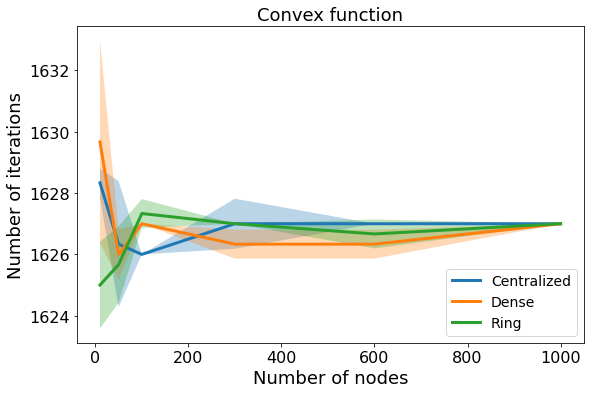 Convex function
Number of iterations
1632
1630
1628
1626
1624
0
200
400
600
800
1000
Number of nodes
Centralized
Dense
Ring